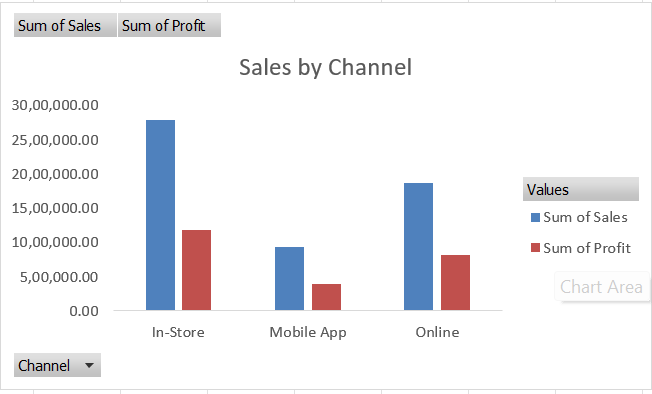 Sum of Sales Sum of Profit
Sales by Channel
30,00,000.00
25,00,000.00
20,00,000.00
15,00,000.00
10,00,000.00
5,00,000.00
0.00
In-Store Mobile App Online
Values
Sum of Sales
Sum of Profit
Chart Area
Channel